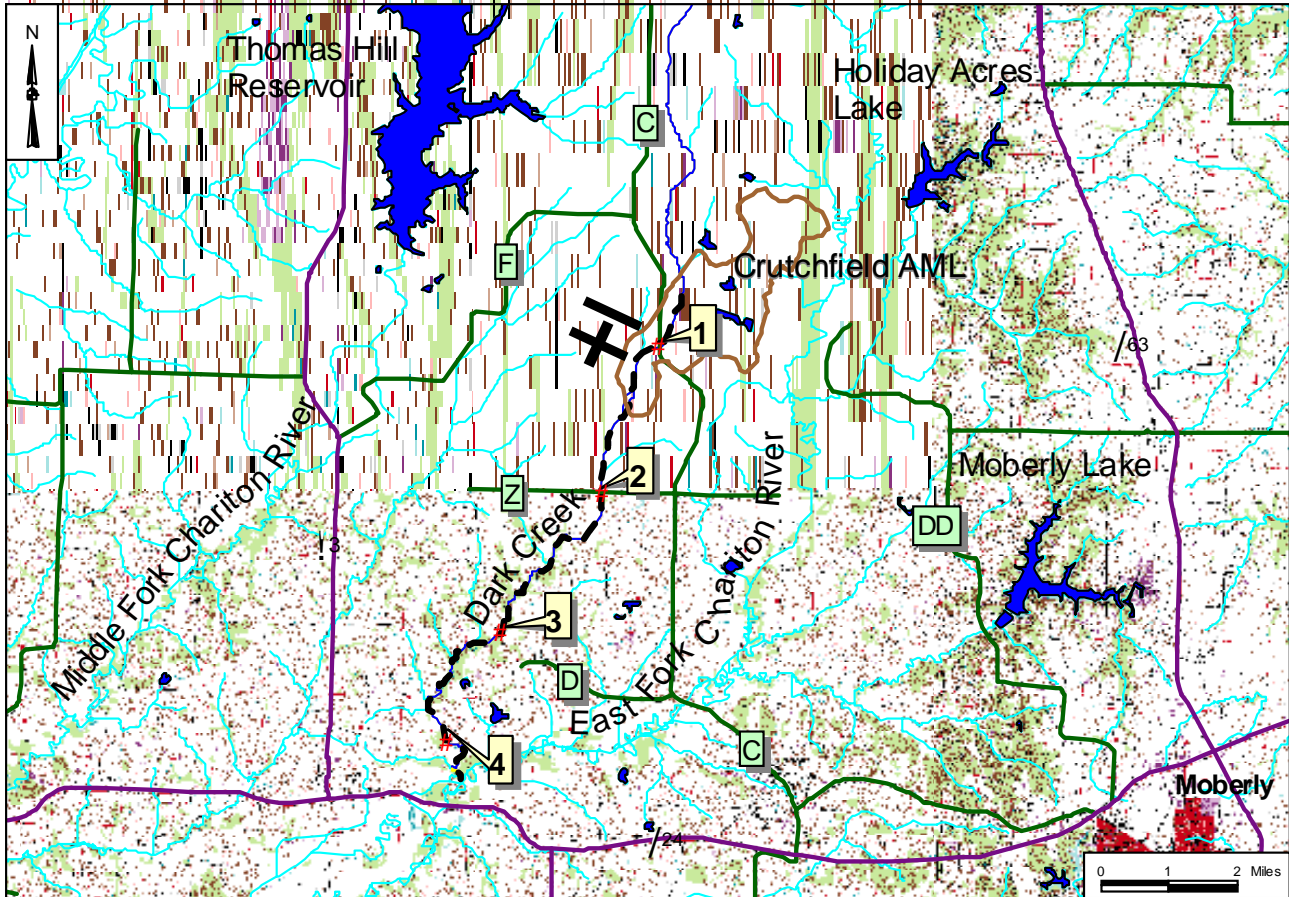 N
Thomas Hill
Reservoir
Holiday Acres
Lake
C
F
Crutchfield AML
1
63
Middle Fork Chariton River
Moberly Lake
2
Z
DD
3
Dark Creek
East Fork Chariton River
3
D
C
4
Moberly
24
0 1 2 Miles